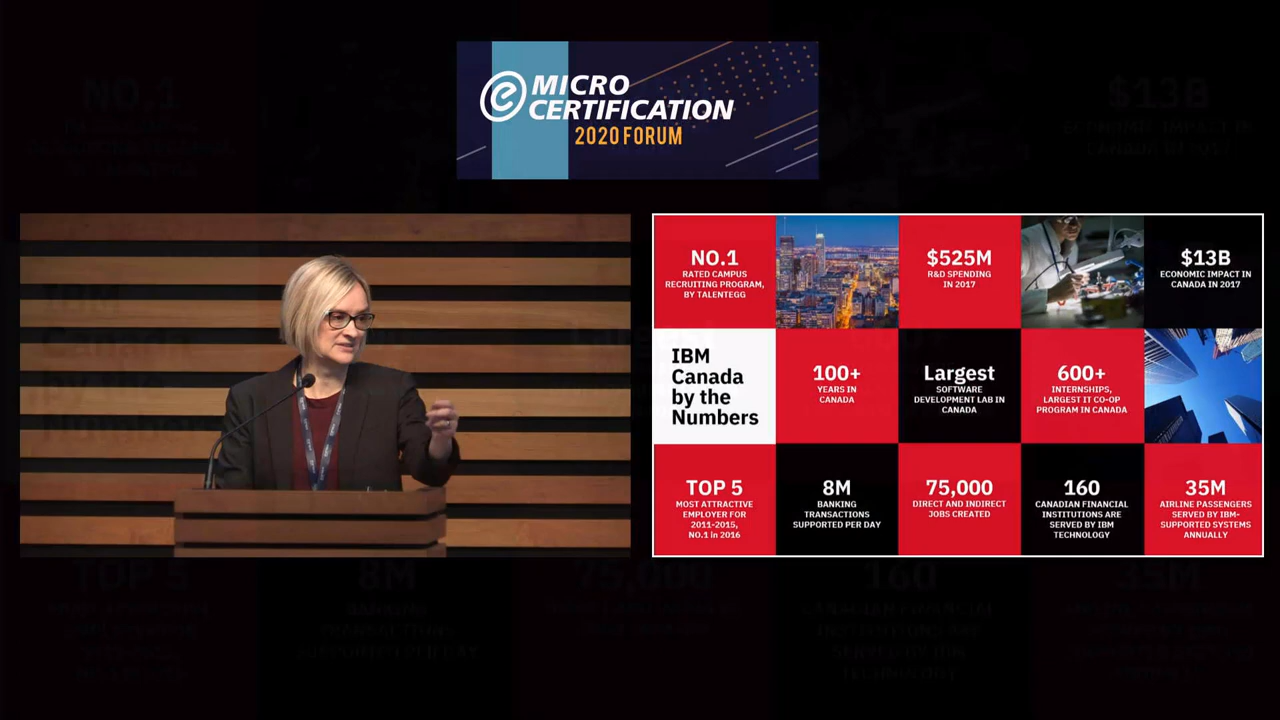 MICRO
CERTIFICATION
2020 FORUM
NO.1
RATED CAMPUS
RECRUITING PROGRAM,
BY TALENTEGG
$525M
R&D SPENDING
IN 2017
$13B
ECONOMIC IMPACT IN
CANADA IN 2017
IBM
Canada
by the
Numbers
100+
YEARS IN
CANADA
Largest
SOFTWARE
DEVELOPMENT LAB IN
CANADA
600+
INTERNSHIPS,
LARGEST IT CO-OP
PROGRAM IN CANADA
TOP 5
MOST ATTRACTIVE
EMPLOYER FOR
2011-2015,
NO.1 in 2016
8M
BANKING
TRANSACTIONS
SUPPORTED PER DAY
75,000
DIRECT AND INDIRECT
JOBS CREATED
160
CANADIAN FINANCIAL
INSTITUTIONS ARE
SERVED BY IBM
TECHNOLOGY
35M
AIRLINE PASSENGERS
SERVED BY IBM-
SUPPORTED SYSTEMS
ANNUALLY